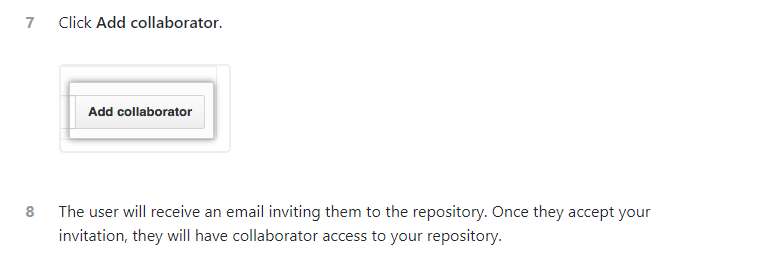 7 Click Add collaborator.
Add collaborator
8 The user will receive an email inviting them to the repository. Once they accept your
invitation, they will have collaborator access to your repository.